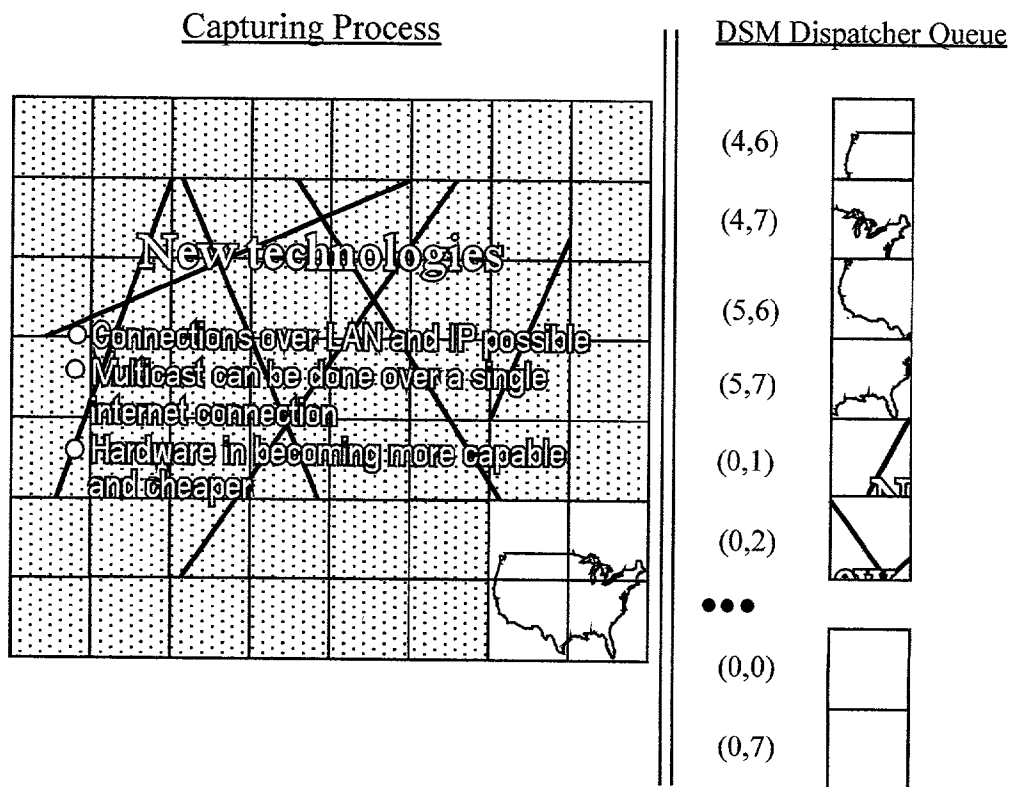 Capturing Process
DSM Dispatcher Queue
New technologies
Connections over LAN and IP possible
Multicast can be done over a single
internet connection
Hardware in becoming more capable
and cheaper
(4,6)
(4,7)
(5,6)
(5,7)
(0,1)
(0,2)
●●●
(0,0)
(0,7)